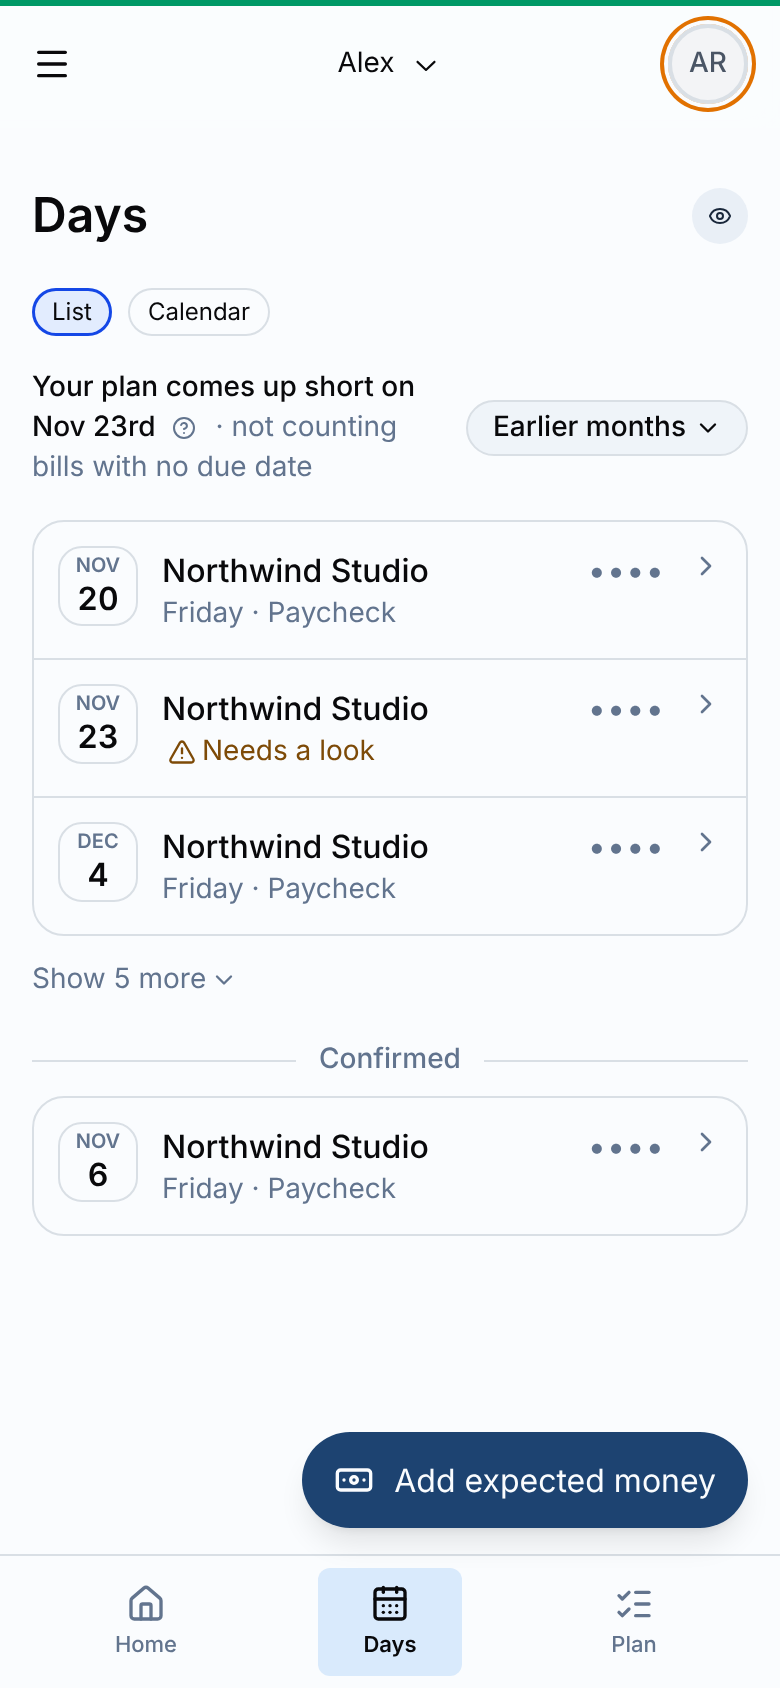 Alex
AR
Days
List
Calendar
Your plan comes up short on
Nov 23rd · not counting
bills with no due date
Earlier months
NOV
20
Northwind Studio
Friday · Paycheck
••••
NOV
23
Northwind Studio
Needs a look
••••
DEC
4
Northwind Studio
Friday · Paycheck
••••
Show 5 more
Confirmed
NOV
6
Northwind Studio
Friday · Paycheck
••••
Add expected money
Home
Days
Plan